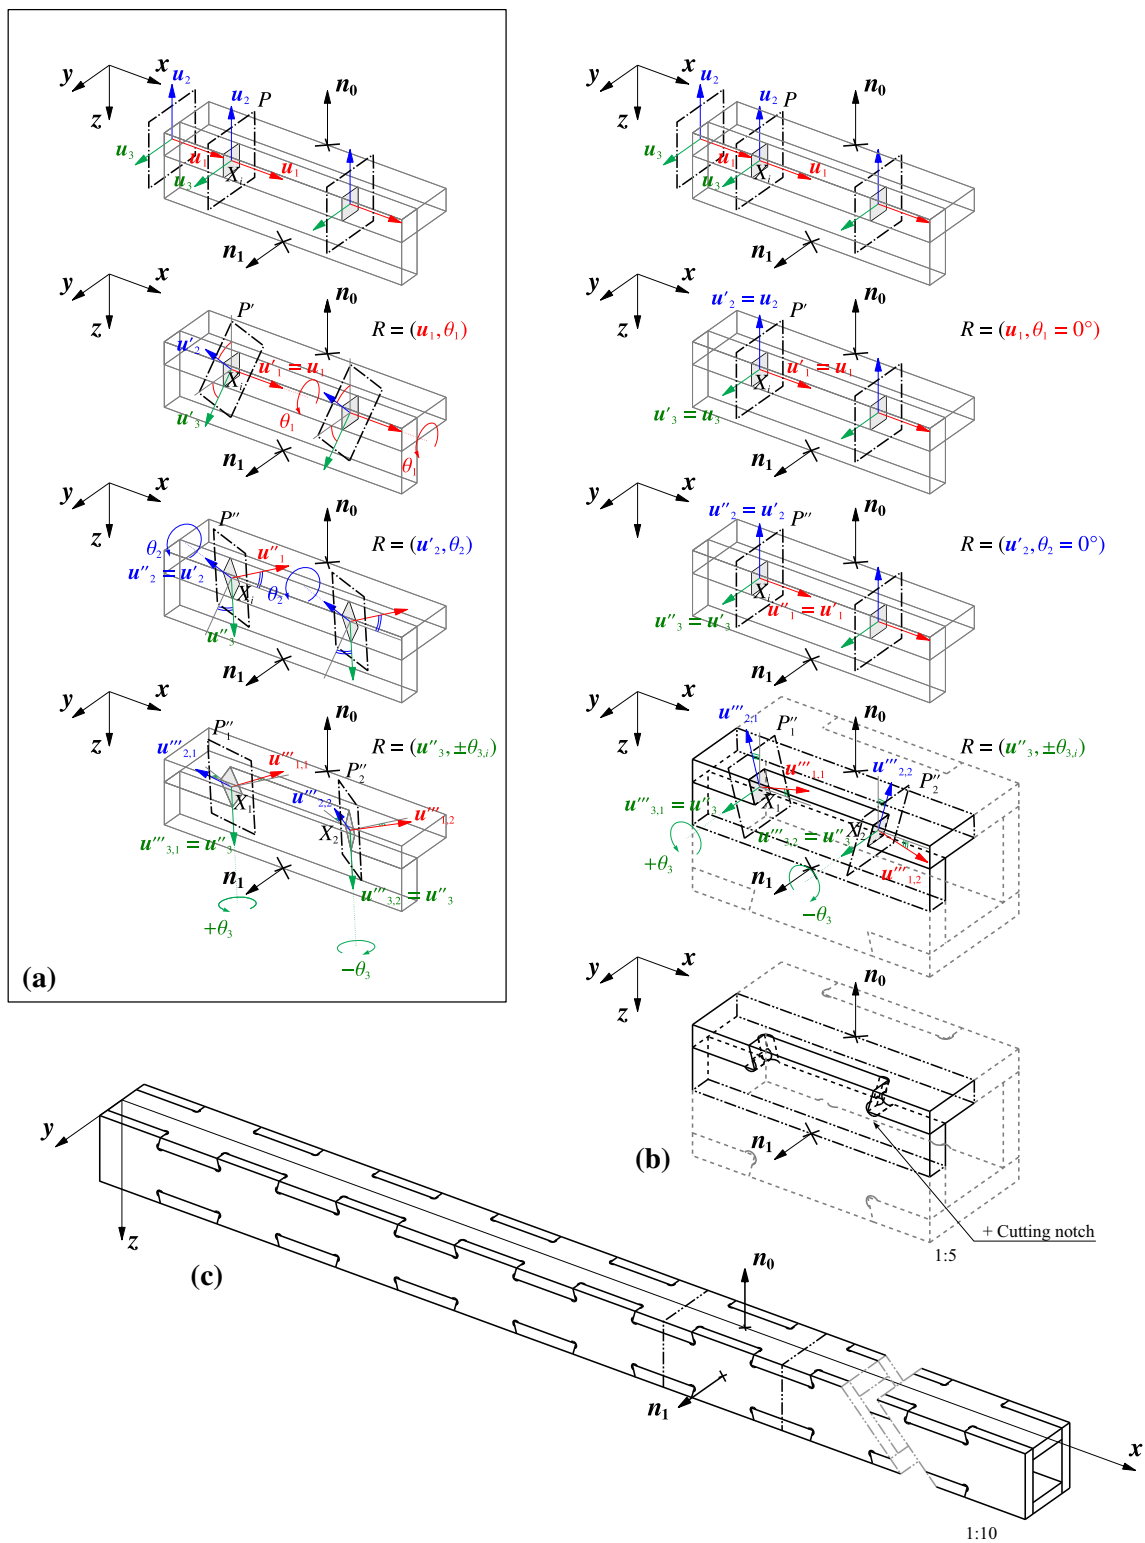 y x z u₂ u₂ P n₀
u₃ u₁ u₃ Xᵢ u₁
n₁
y x z n₀
P′ R = (u₁, θ₁)
u′₂ u′₁ = u₁
Xᵢ θ₁
u′₃ θ₁
n₁
y x z n₀
P″ R = (u′₂, θ₂)
θ₂ u″₁
u″₂ = u′₂ Xᵢ θ₂
u″₃
n₁
y x z n₀
P″₁ R = (u″₃, ±θ₃,ᵢ)
u‴₂,₁ u‴₁,₁ P″₂
X₁ u‴₂,₂ u‴₁,₂
u‴₃,₁ = u″₃ X₂
n₁ u‴₃,₂ = u″₃
+θ₃
−θ₃
(a)
y x z u₂ u₂ P n₀
u₃ u₁ u₃ Xᵢ u₁
n₁
y x z n₀
u′₂ = u₂ P′ R = (u₁, θ₁ = 0°)
u′₁ = u₁
Xᵢ
u′₃ = u₃
n₁
y x z n₀
u″₂ = u′₂ P″ R = (u′₂, θ₂ = 0°)
Xᵢ
u″₁ = u′₁
u″₃ = u′₃
n₁
y x z n₀
u‴₂,₁ P″₁ R = (u″₃, ±θ₃,ᵢ)
u‴₁,₁ u‴₂,₂ P″₂
X₁
u‴₃,₁ = u″₃
u‴₃,₂ = u″₃ X₂
+θ₃ n₁ u‴₁,₂
−θ₃
y x z n₀
n₁
(b)
+ Cutting notch
1:5
y
z
(c)
n₀
n₁
x
1:10